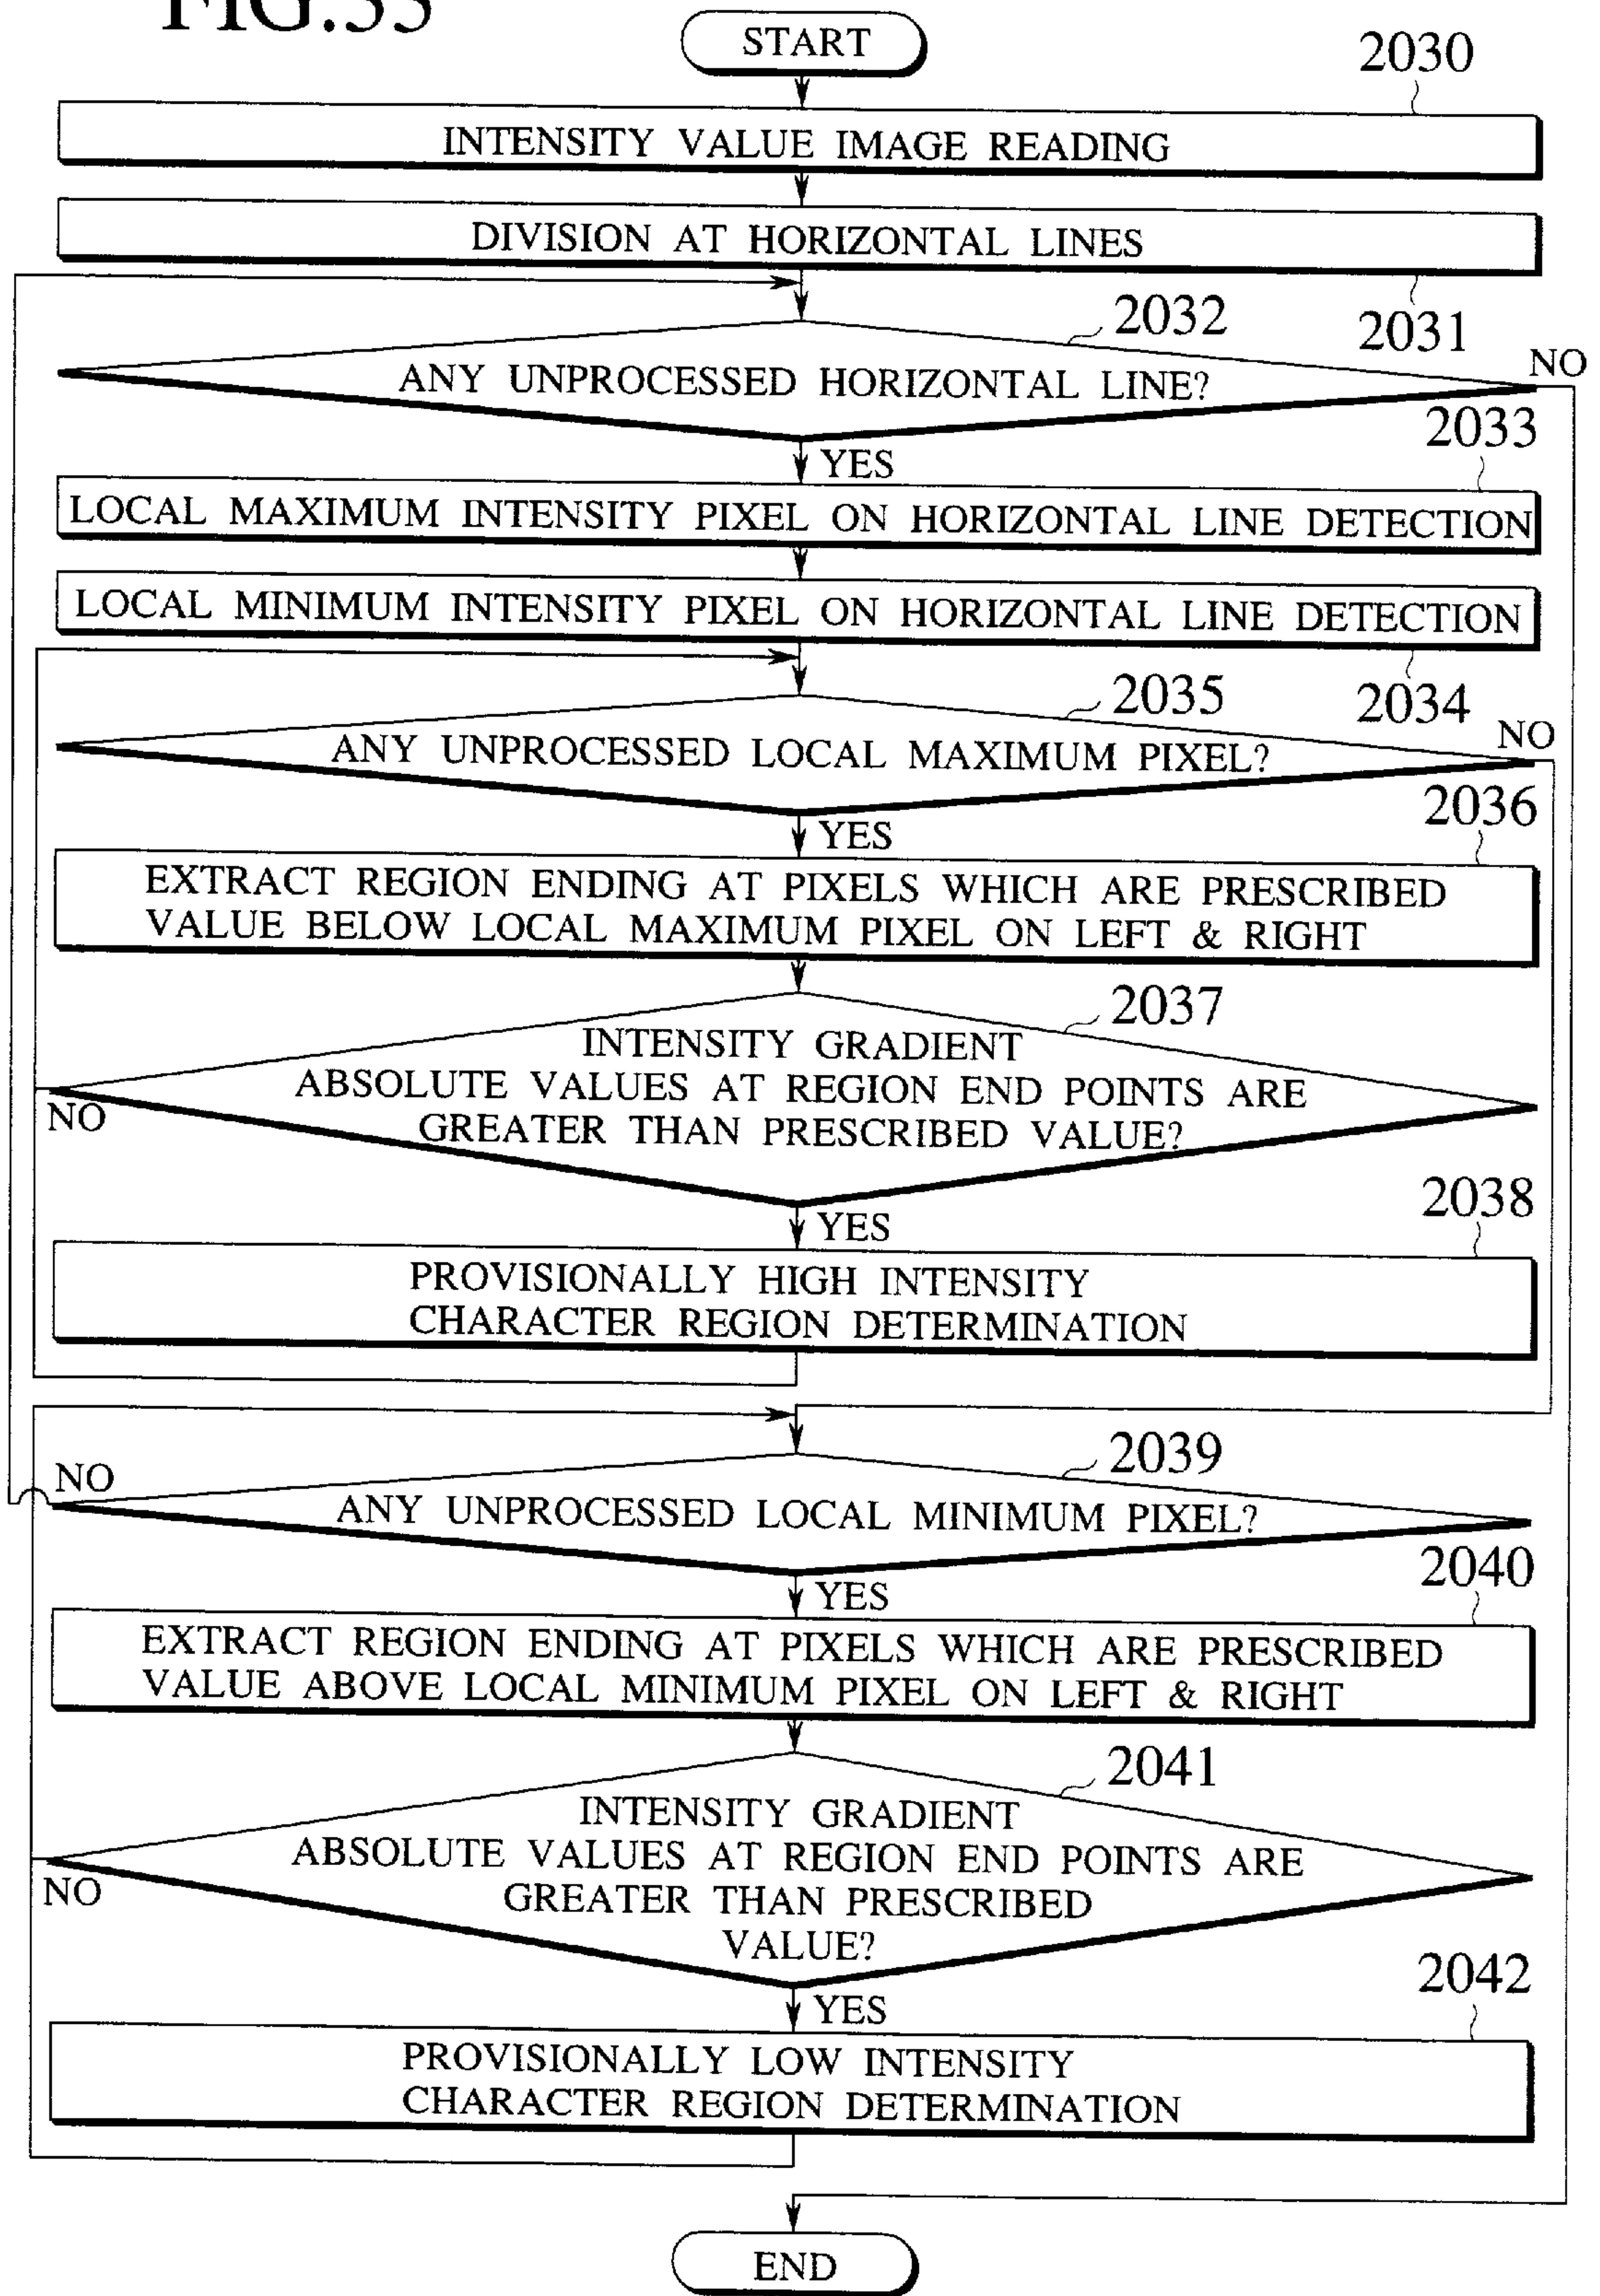 FIG.33
START
2030
INTENSITY VALUE IMAGE READING
DIVISION AT HORIZONTAL LINES
2031
2032
ANY UNPROCESSED HORIZONTAL LINE?
NO
YES
2033
LOCAL MAXIMUM INTENSITY PIXEL ON HORIZONTAL LINE DETECTION
LOCAL MINIMUM INTENSITY PIXEL ON HORIZONTAL LINE DETECTION
2034
2035
ANY UNPROCESSED LOCAL MAXIMUM PIXEL?
NO
YES
2036
EXTRACT REGION ENDING AT PIXELS WHICH ARE PRESCRIBED
VALUE BELOW LOCAL MAXIMUM PIXEL ON LEFT & RIGHT
2037
INTENSITY GRADIENT
ABSOLUTE VALUES AT REGION END POINTS ARE
GREATER THAN PRESCRIBED VALUE?
NO
YES
2038
PROVISIONALLY HIGH INTENSITY
CHARACTER REGION DETERMINATION
2039
NO
ANY UNPROCESSED LOCAL MINIMUM PIXEL?
YES
2040
EXTRACT REGION ENDING AT PIXELS WHICH ARE PRESCRIBED
VALUE ABOVE LOCAL MINIMUM PIXEL ON LEFT & RIGHT
2041
INTENSITY GRADIENT
ABSOLUTE VALUES AT REGION END POINTS ARE
GREATER THAN PRESCRIBED
VALUE?
NO
YES
2042
PROVISIONALLY LOW INTENSITY
CHARACTER REGION DETERMINATION
END